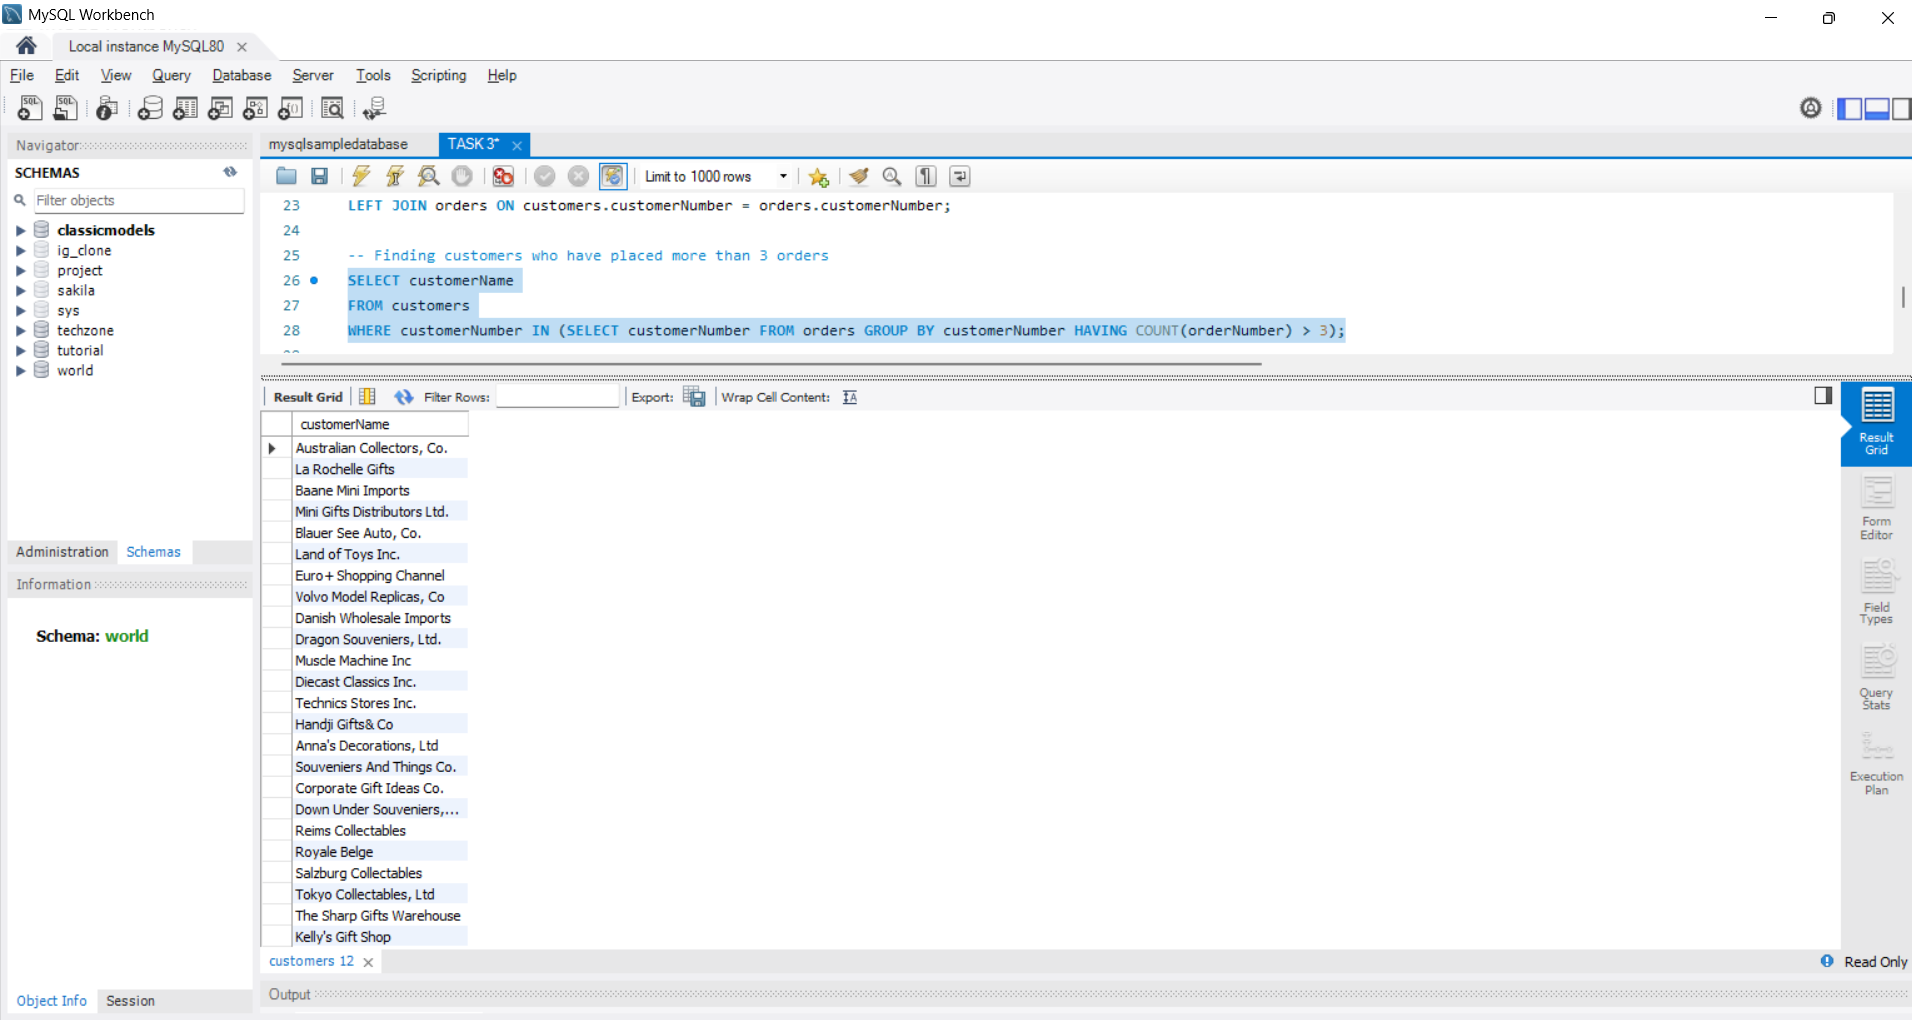 MySQL Workbench
Local instance MySQL80
File Edit View Query Database Server Tools Scripting Help
Navigator
SCHEMAS
Filter objects
classicmodels
ig_clone
project
sakila
sys
techzone
tutorial
world
Administration Schemas
Information
Schema: world
Object Info Session
mysqlsampledatabase TASK 3*
Limit to 1000 rows
23 LEFT JOIN orders ON customers.customerNumber = orders.customerNumber;
24
25 -- Finding customers who have placed more than 3 orders
26 SELECT customerName
27 FROM customers
28 WHERE customerNumber IN (SELECT customerNumber FROM orders GROUP BY customerNumber HAVING COUNT(orderNumber) > 3);
Result Grid Filter Rows: Export: Wrap Cell Content:
customerName
Australian Collectors, Co.
La Rochelle Gifts
Baane Mini Imports
Mini Gifts Distributors Ltd.
Blauer See Auto, Co.
Land of Toys Inc.
Euro+ Shopping Channel
Volvo Model Replicas, Co
Danish Wholesale Imports
Dragon Souveniers, Ltd.
Muscle Machine Inc
Diecast Classics Inc.
Technics Stores Inc.
Handji Gifts& Co
Anna's Decorations, Ltd
Souveniers And Things Co.
Corporate Gift Ideas Co.
Down Under Souveniers,...
Reims Collectables
Royale Belge
Salzburg Collectables
Tokyo Collectables, Ltd
The Sharp Gifts Warehouse
Kelly's Gift Shop
Result
Grid
Form
Editor
Field
Types
Query
Stats
Execution
Plan
customers 12
Read Only
Output